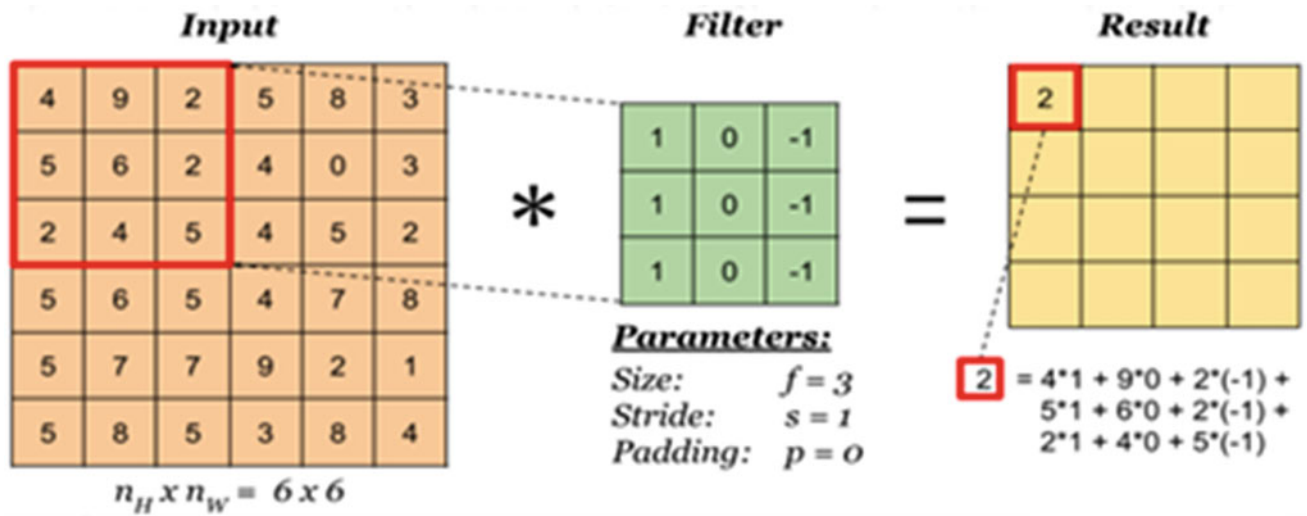 Input
Filter
Result
4 9 2 5 8 3
5 6 2 4 0 3
2 4 5 4 5 2
5 6 5 4 7 8
5 7 7 9 2 1
5 8 5 3 8 4
n_H x n_W = 6 x 6
*
1 0 -1
1 0 -1
1 0 -1
Parameters:
Size: f = 3
Stride: s = 1
Padding: p = 0
=
2
2 = 4*1 + 9*0 + 2*(-1) +
5*1 + 6*0 + 2*(-1) +
2*1 + 4*0 + 5*(-1)